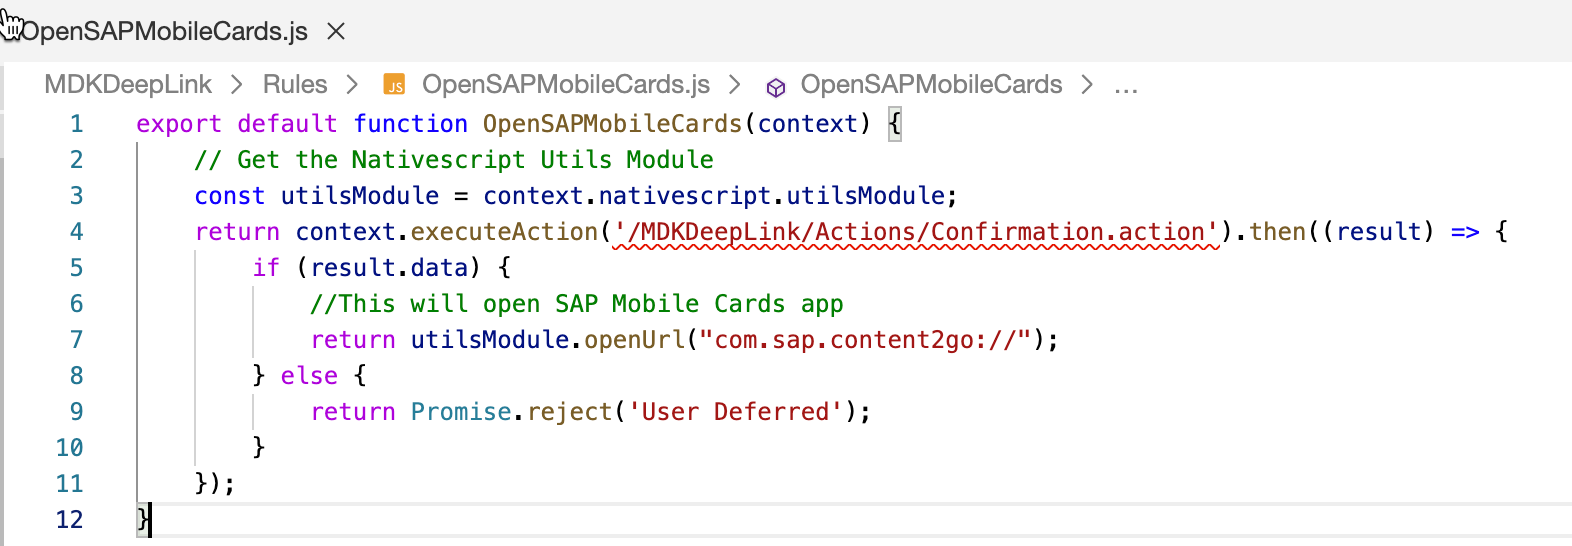 OpenSAPMobileCards.js
MDKDeepLink > Rules > JS OpenSAPMobileCards.js > OpenSAPMobileCards > ...
1 export default function OpenSAPMobileCards(context) {
2 // Get the Nativescript Utils Module
3 const utilsModule = context.nativescript.utilsModule;
4 return context.executeAction('/MDKDeepLink/Actions/Confirmation.action').then((result) => {
5 if (result.data) {
6 //This will open SAP Mobile Cards app
7 return utilsModule.openUrl("com.sap.content2go://");
8 } else {
9 return Promise.reject('User Deferred');
10 }
11 });
12 }